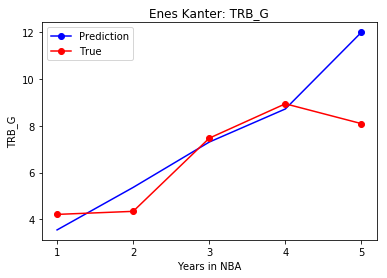 Enes Kanter: TRB_G
Prediction
True
12
10
8
6
4
TRB_G
1 2 3 4 5
Years in NBA